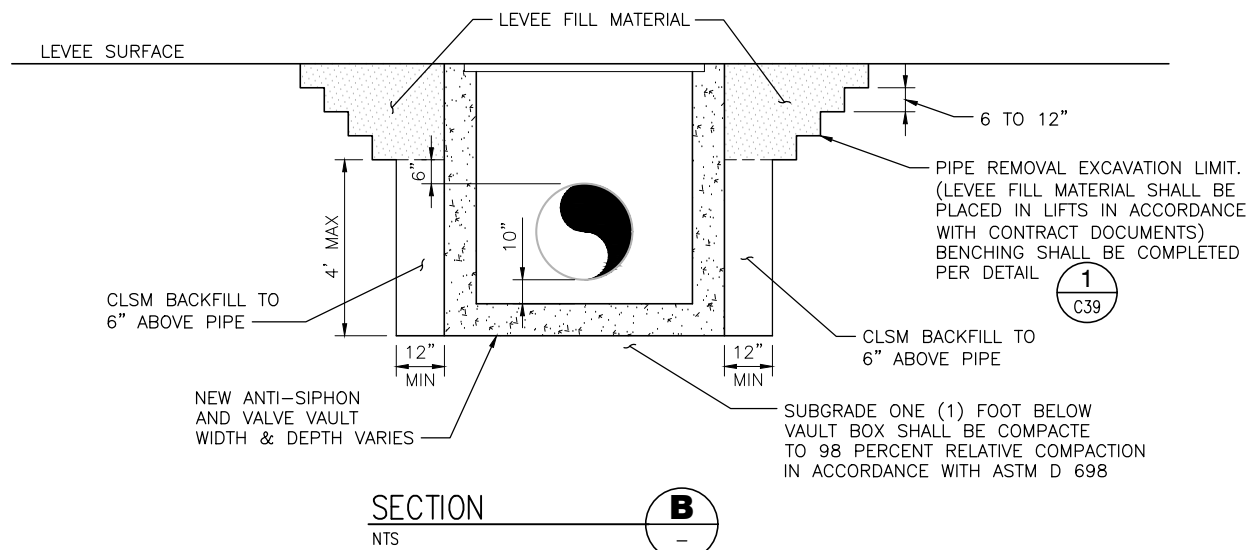 LEVEE FILL MATERIAL
LEVEE SURFACE
6 TO 12"
6"
PIPE REMOVAL EXCAVATION LIMIT.
(LEVEE FILL MATERIAL SHALL BE
PLACED IN LIFTS IN ACCORDANCE
WITH CONTRACT DOCUMENTS)
BENCHING SHALL BE COMPLETED
PER DETAIL
1
C39
4' MAX
10"
CLSM BACKFILL TO
6" ABOVE PIPE
CLSM BACKFILL TO
6" ABOVE PIPE
12"
MIN
12"
MIN
NEW ANTI-SIPHON
AND VALVE VAULT
WIDTH & DEPTH VARIES
SUBGRADE ONE (1) FOOT BELOW
VAULT BOX SHALL BE COMPACTE
TO 98 PERCENT RELATIVE COMPACTION
IN ACCORDANCE WITH ASTM D 698
SECTION
NTS
B
-